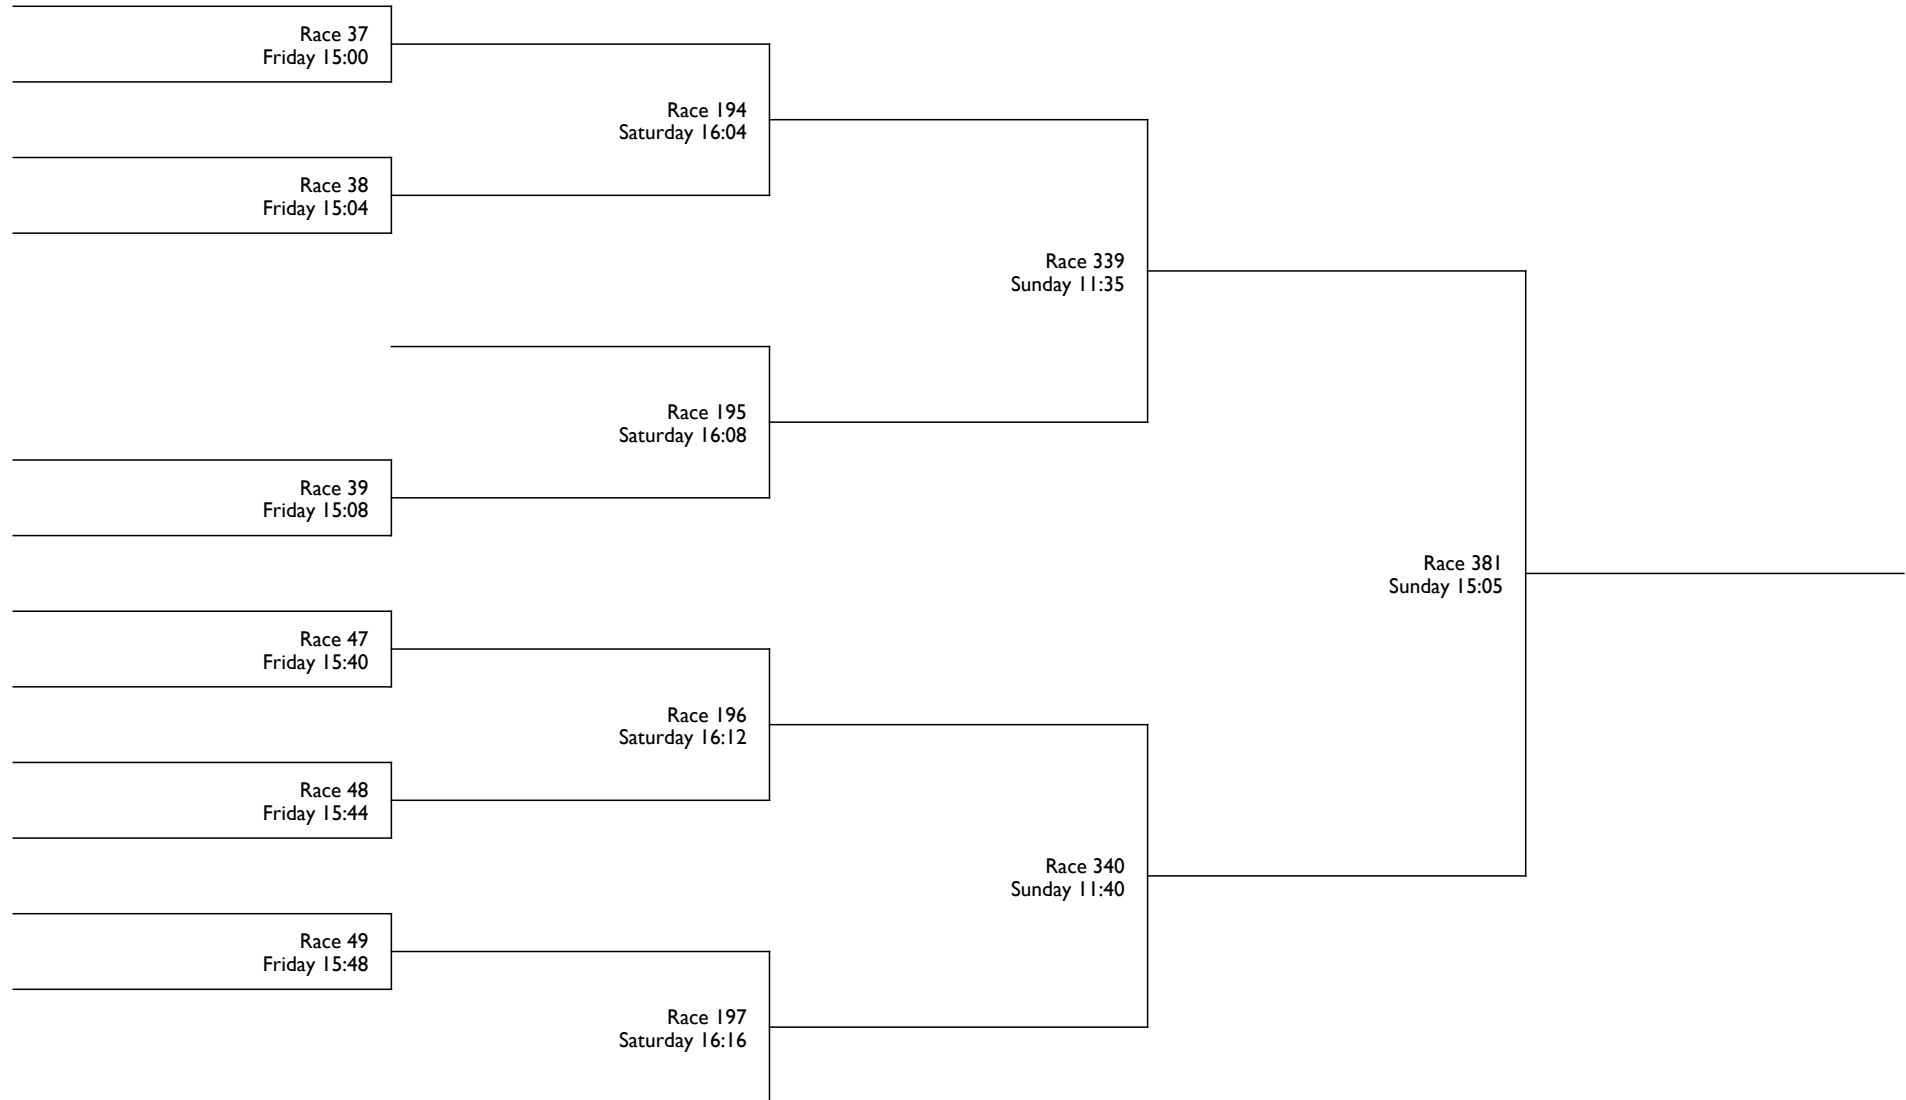 Race 37
Friday 15:00
Race 194
Saturday 16:04
Race 38
Friday 15:04
Race 339
Sunday 11:35
Race 195
Saturday 16:08
Race 39
Friday 15:08
Race 381
Sunday 15:05
Race 47
Friday 15:40
Race 196
Saturday 16:12
Race 48
Friday 15:44
Race 340
Sunday 11:40
Race 49
Friday 15:48
Race 197
Saturday 16:16